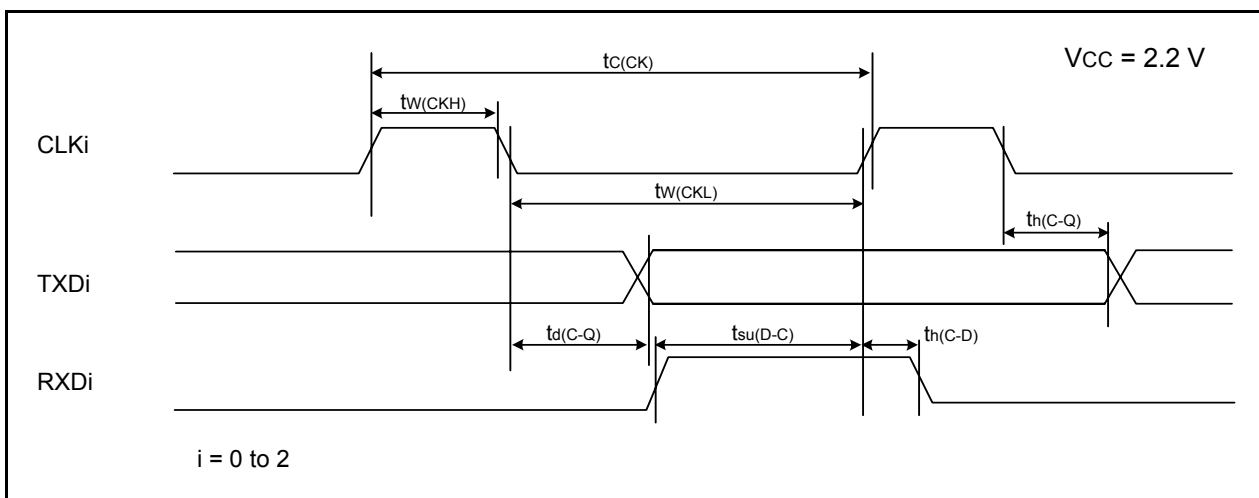 tC(CK)
VCC = 2.2 V
tW(CKH)
CLKi
tW(CKL)
th(C-Q)
TXDi
td(C-Q)
tsu(D-C)
th(C-D)
RXDi
i = 0 to 2